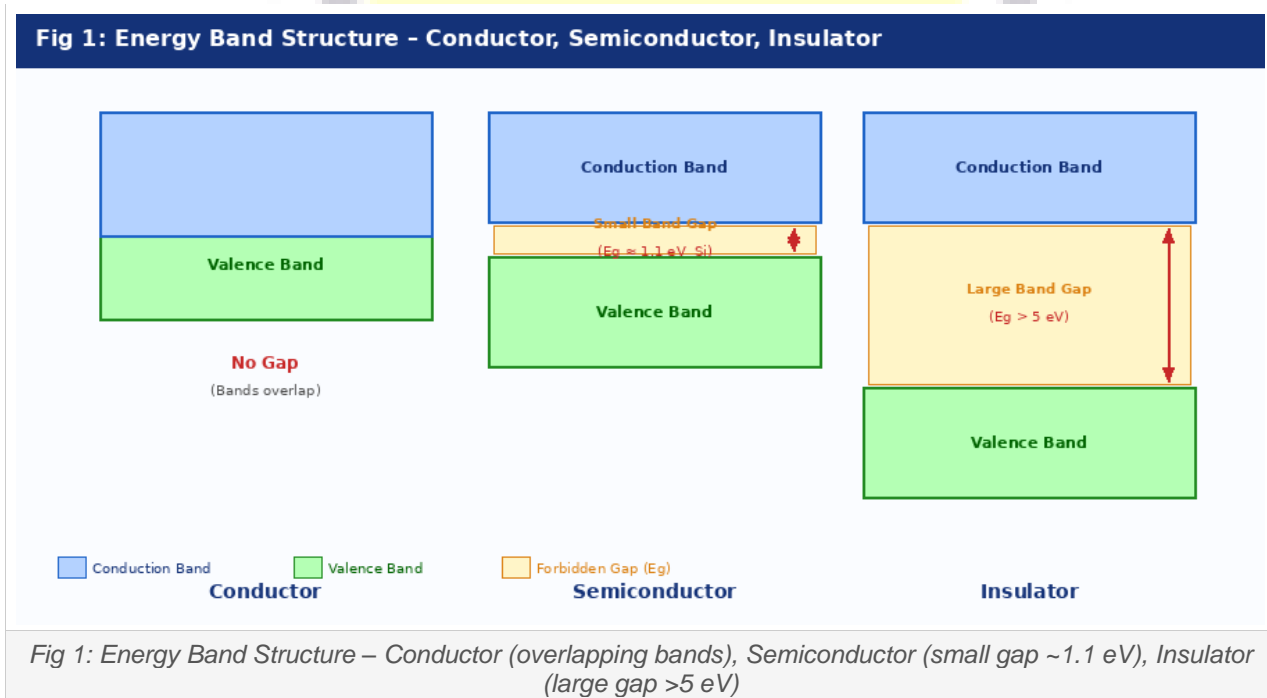 Fig 1: Energy Band Structure – Conductor, Semiconductor, Insulator
Conduction Band
Conduction Band
Small Band Gap
(Eg ≈ 1.1 eV Si)
Valence Band
Large Band Gap
(Eg > 5 eV)
Valence Band
No Gap
(Bands overlap)
Valence Band
Conduction Band
Valence Band
Forbidden Gap (Eg)
Conductor
Semiconductor
Insulator
Fig 1: Energy Band Structure – Conductor (overlapping bands), Semiconductor (small gap ~1.1 eV), Insulator
(large gap >5 eV)